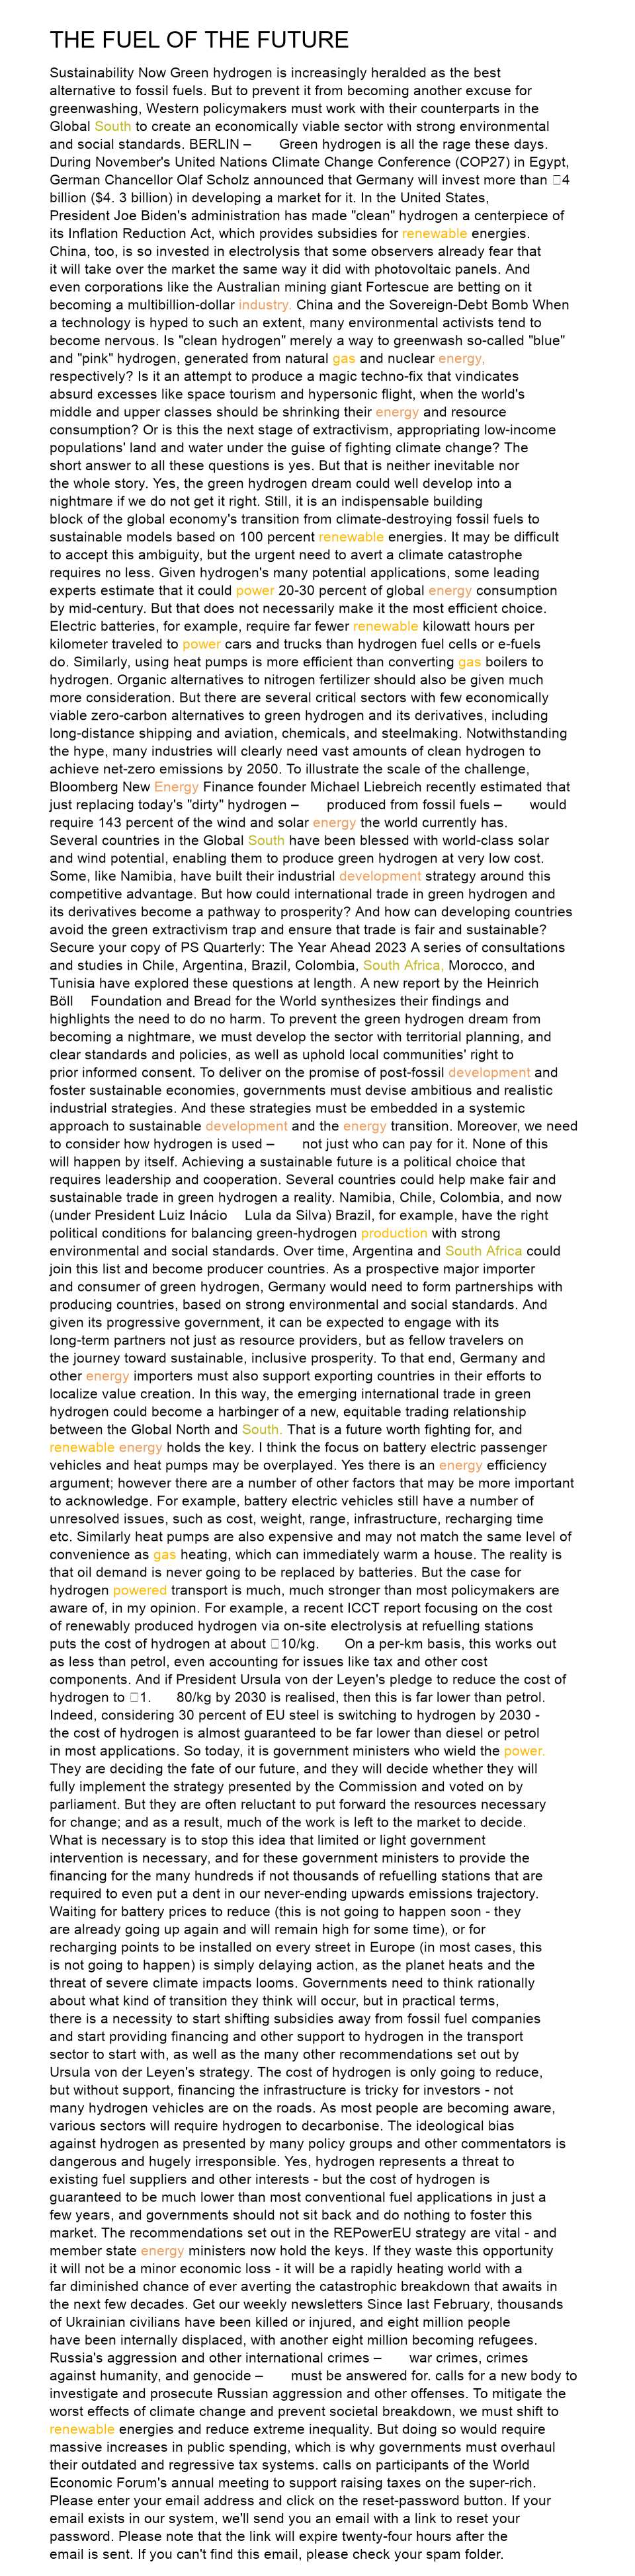 THE FUEL OF THE FUTURE
Sustainability Now Green hydrogen is increasingly heralded as the best
alternative to fossil fuels. But to prevent it from becoming another excuse for
greenwashing, Western policymakers must work with their counterparts in the
Global South to create an economically viable sector with strong environmental
and social standards. BERLIN – Green hydrogen is all the rage these days.
During November's United Nations Climate Change Conference (COP27) in Egypt,
German Chancellor Olaf Scholz announced that Germany will invest more than □4
billion ($4. 3 billion) in developing a market for it. In the United States,
President Joe Biden's administration has made "clean" hydrogen a centerpiece of
its Inflation Reduction Act, which provides subsidies for renewable energies.
China, too, is so invested in electrolysis that some observers already fear that
it will take over the market the same way it did with photovoltaic panels. And
even corporations like the Australian mining giant Fortescue are betting on it
becoming a multibillion-dollar industry. China and the Sovereign-Debt Bomb When
a technology is hyped to such an extent, many environmental activists tend to
become nervous. Is "clean hydrogen" merely a way to greenwash so-called "blue"
and "pink" hydrogen, generated from natural gas and nuclear energy,
respectively? Is it an attempt to produce a magic techno-fix that vindicates
absurd excesses like space tourism and hypersonic flight, when the world's
middle and upper classes should be shrinking their energy and resource
consumption? Or is this the next stage of extractivism, appropriating low-income
populations' land and water under the guise of fighting climate change? The
short answer to all these questions is yes. But that is neither inevitable nor
the whole story. Yes, the green hydrogen dream could well develop into a
nightmare if we do not get it right. Still, it is an indispensable building
block of the global economy's transition from climate-destroying fossil fuels to
sustainable models based on 100 percent renewable energies. It may be difficult
to accept this ambiguity, but the urgent need to avert a climate catastrophe
requires no less. Given hydrogen's many potential applications, some leading
experts estimate that it could power 20-30 percent of global energy consumption
by mid-century. But that does not necessarily make it the most efficient choice.
Electric batteries, for example, require far fewer renewable kilowatt hours per
kilometer traveled to power cars and trucks than hydrogen fuel cells or e-fuels
do. Similarly, using heat pumps is more efficient than converting gas boilers to
hydrogen. Organic alternatives to nitrogen fertilizer should also be given much
more consideration. But there are several critical sectors with few economically
viable zero-carbon alternatives to green hydrogen and its derivatives, including
long-distance shipping and aviation, chemicals, and steelmaking. Notwithstanding
the hype, many industries will clearly need vast amounts of clean hydrogen to
achieve net-zero emissions by 2050. To illustrate the scale of the challenge,
Bloomberg New Energy Finance founder Michael Liebreich recently estimated that
just replacing today's "dirty" hydrogen – produced from fossil fuels – would
require 143 percent of the wind and solar energy the world currently has.
Several countries in the Global South have been blessed with world-class solar
and wind potential, enabling them to produce green hydrogen at very low cost.
Some, like Namibia, have built their industrial development strategy around this
competitive advantage. But how could international trade in green hydrogen and
its derivatives become a pathway to prosperity? And how can developing countries
avoid the green extractivism trap and ensure that trade is fair and sustainable?
Secure your copy of PS Quarterly: The Year Ahead 2023 A series of consultations
and studies in Chile, Argentina, Brazil, Colombia, South Africa, Morocco, and
Tunisia have explored these questions at length. A new report by the Heinrich
Böll Foundation and Bread for the World synthesizes their findings and
highlights the need to do no harm. To prevent the green hydrogen dream from
becoming a nightmare, we must develop the sector with territorial planning, and
clear standards and policies, as well as uphold local communities' right to
prior informed consent. To deliver on the promise of post-fossil development and
foster sustainable economies, governments must devise ambitious and realistic
industrial strategies. And these strategies must be embedded in a systemic
approach to sustainable development and the energy transition. Moreover, we need
to consider how hydrogen is used – not just who can pay for it. None of this
will happen by itself. Achieving a sustainable future is a political choice that
requires leadership and cooperation. Several countries could help make fair and
sustainable trade in green hydrogen a reality. Namibia, Chile, Colombia, and now
(under President Luiz Inácio Lula da Silva) Brazil, for example, have the right
political conditions for balancing green-hydrogen production with strong
environmental and social standards. Over time, Argentina and South Africa could
join this list and become producer countries. As a prospective major importer
and consumer of green hydrogen, Germany would need to form partnerships with
producing countries, based on strong environmental and social standards. And
given its progressive government, it can be expected to engage with its
long-term partners not just as resource providers, but as fellow travelers on
the journey toward sustainable, inclusive prosperity. To that end, Germany and
other energy importers must also support exporting countries in their efforts to
localize value creation. In this way, the emerging international trade in green
hydrogen could become a harbinger of a new, equitable trading relationship
between the Global North and South. That is a future worth fighting for, and
renewable energy holds the key. I think the focus on battery electric passenger
vehicles and heat pumps may be overplayed. Yes there is an energy efficiency
argument; however there are a number of other factors that may be more important
to acknowledge. For example, battery electric vehicles still have a number of
unresolved issues, such as cost, weight, range, infrastructure, recharging time
etc. Similarly heat pumps are also expensive and may not match the same level of
convenience as gas heating, which can immediately warm a house. The reality is
that oil demand is never going to be replaced by batteries. But the case for
hydrogen powered transport is much, much stronger than most policymakers are
aware of, in my opinion. For example, a recent ICCT report focusing on the cost
of renewably produced hydrogen via on-site electrolysis at refuelling stations
puts the cost of hydrogen at about □10/kg. On a per-km basis, this works out
as less than petrol, even accounting for issues like tax and other cost
components. And if President Ursula von der Leyen's pledge to reduce the cost of
hydrogen to □1. 80/kg by 2030 is realised, then this is far lower than petrol.
Indeed, considering 30 percent of EU steel is switching to hydrogen by 2030 -
the cost of hydrogen is almost guaranteed to be far lower than diesel or petrol
in most applications. So today, it is government ministers who wield the power.
They are deciding the fate of our future, and they will decide whether they will
fully implement the strategy presented by the Commission and voted on by
parliament. But they are often reluctant to put forward the resources necessary
for change; and as a result, much of the work is left to the market to decide.
What is necessary is to stop this idea that limited or light government
intervention is necessary, and for these government ministers to provide the
financing for the many hundreds if not thousands of refuelling stations that are
required to even put a dent in our never-ending upwards emissions trajectory.
Waiting for battery prices to reduce (this is not going to happen soon - they
are already going up again and will remain high for some time), or for
recharging points to be installed on every street in Europe (in most cases, this
is not going to happen) is simply delaying action, as the planet heats and the
threat of severe climate impacts looms. Governments need to think rationally
about what kind of transition they think will occur, but in practical terms,
there is a necessity to start shifting subsidies away from fossil fuel companies
and start providing financing and other support to hydrogen in the transport
sector to start with, as well as the many other recommendations set out by
Ursula von der Leyen's strategy. The cost of hydrogen is only going to reduce,
but without support, financing the infrastructure is tricky for investors - not
many hydrogen vehicles are on the roads. As most people are becoming aware,
various sectors will require hydrogen to decarbonise. The ideological bias
against hydrogen as presented by many policy groups and other commentators is
dangerous and hugely irresponsible. Yes, hydrogen represents a threat to
existing fuel suppliers and other interests - but the cost of hydrogen is
guaranteed to be much lower than most conventional fuel applications in just a
few years, and governments should not sit back and do nothing to foster this
market. The recommendations set out in the REPowerEU strategy are vital - and
member state energy ministers now hold the keys. If they waste this opportunity
it will not be a minor economic loss - it will be a rapidly heating world with a
far diminished chance of ever averting the catastrophic breakdown that awaits in
the next few decades. Get our weekly newsletters Since last February, thousands
of Ukrainian civilians have been killed or injured, and eight million people
have been internally displaced, with another eight million becoming refugees.
Russia's aggression and other international crimes – war crimes, crimes
against humanity, and genocide – must be answered for. calls for a new body to
investigate and prosecute Russian aggression and other offenses. To mitigate the
worst effects of climate change and prevent societal breakdown, we must shift to
renewable energies and reduce extreme inequality. But doing so would require
massive increases in public spending, which is why governments must overhaul
their outdated and regressive tax systems. calls on participants of the World
Economic Forum's annual meeting to support raising taxes on the super-rich.
Please enter your email address and click on the reset-password button. If your
email exists in our system, we'll send you an email with a link to reset your
password. Please note that the link will expire twenty-four hours after the
email is sent. If you can't find this email, please check your spam folder.